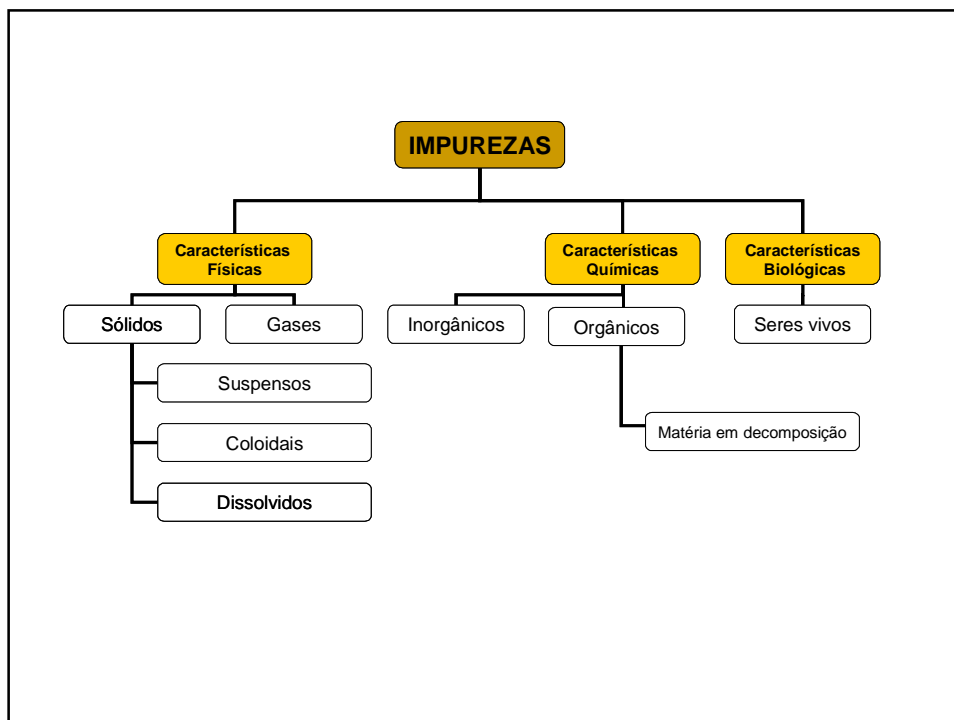 IMPUREZAS
Características
Físicas
Características
Químicas
Características
Biológicas
Sólidos
Gases
Inorgânicos
Orgânicos
Seres vivos
Suspensos
Coloidais
Matéria em decomposição
Dissolvidos